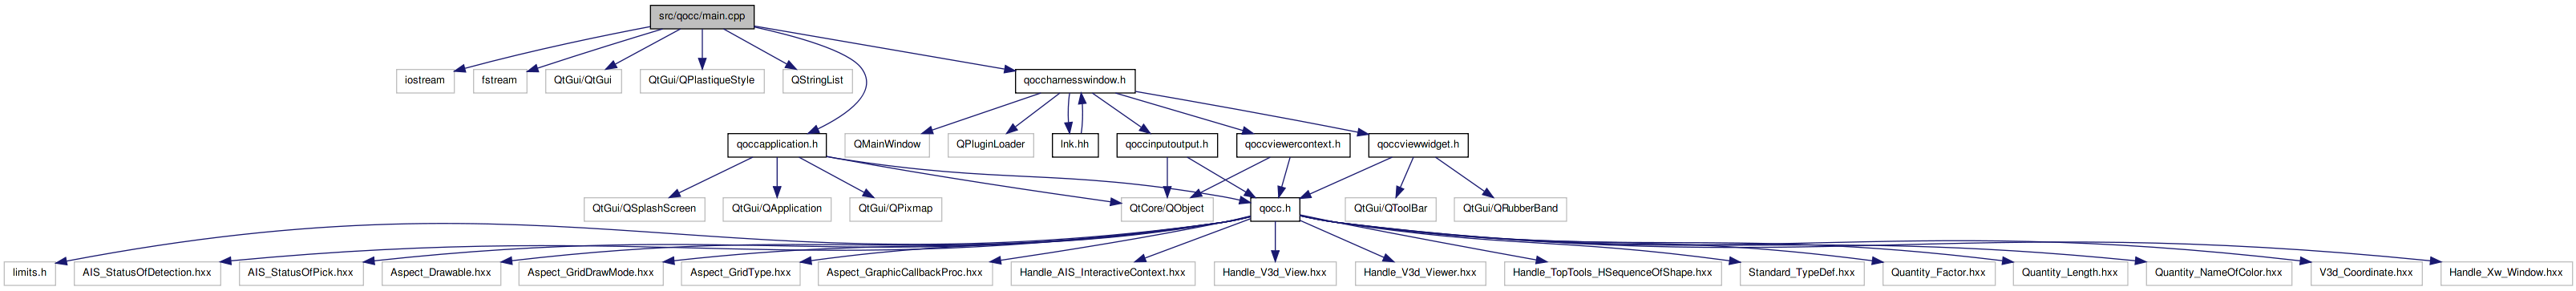 src/qocc/main.cpp
iostream
fstream
QtGui/QtGui
QtGui/QPlastiqueStyle
QStringList
qoccharnesswindow.h
qoccapplication.h
QMainWindow
QPluginLoader
lnk.hh
qoccinputoutput.h
qoccviewercontext.h
qoccviewwidget.h
QtGui/QSplashScreen
QtGui/QApplication
QtGui/QPixmap
QtCore/QObject
qocc.h
QtGui/QToolBar
QtGui/QRubberBand
limits.h
AIS_StatusOfDetection.hxx
AIS_StatusOfPick.hxx
Aspect_Drawable.hxx
Aspect_GridDrawMode.hxx
Aspect_GridType.hxx
Aspect_GraphicCallbackProc.hxx
Handle_AIS_InteractiveContext.hxx
Handle_V3d_View.hxx
Handle_V3d_Viewer.hxx
Handle_TopTools_HSequenceOfShape.hxx
Standard_TypeDef.hxx
Quantity_Factor.hxx
Quantity_Length.hxx
Quantity_NameOfColor.hxx
V3d_Coordinate.hxx
Handle_Xw_Window.hxx